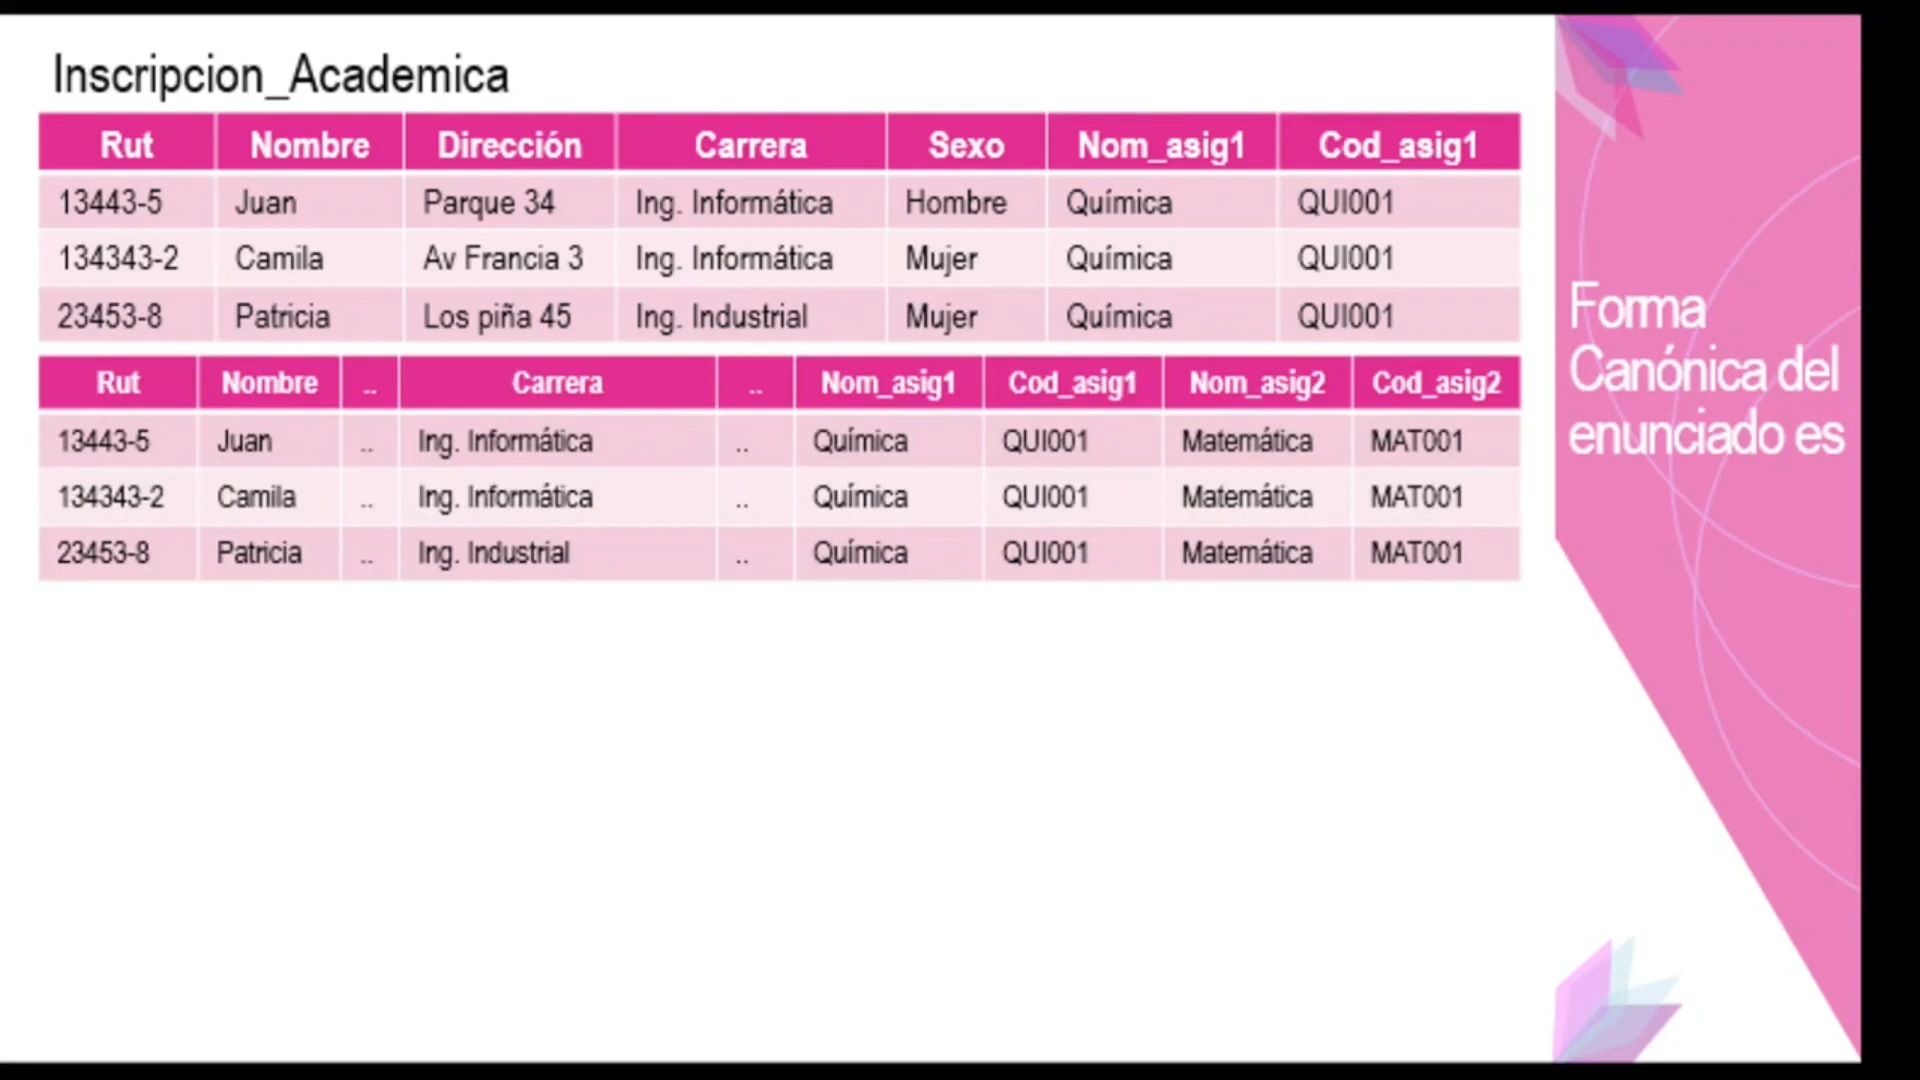 Inscripcion_Academica
Rut Nombre Dirección Carrera Sexo Nom_asig1 Cod_asig1
13443-5 Juan Parque 34 Ing. Informática Hombre Química QUI001
134343-2 Camila Av Francia 3 Ing. Informática Mujer Química QUI001
23453-8 Patricia Los piña 45 Ing. Industrial Mujer Química QUI001
Rut Nombre .. Carrera .. Nom_asig1 Cod_asig1 Nom_asig2 Cod_asig2
13443-5 Juan .. Ing. Informática .. Química QUI001 Matemática MAT001
134343-2 Camila .. Ing. Informática .. Química QUI001 Matemática MAT001
23453-8 Patricia .. Ing. Industrial .. Química QUI001 Matemática MAT001
Forma
Canónica del
enunciado es